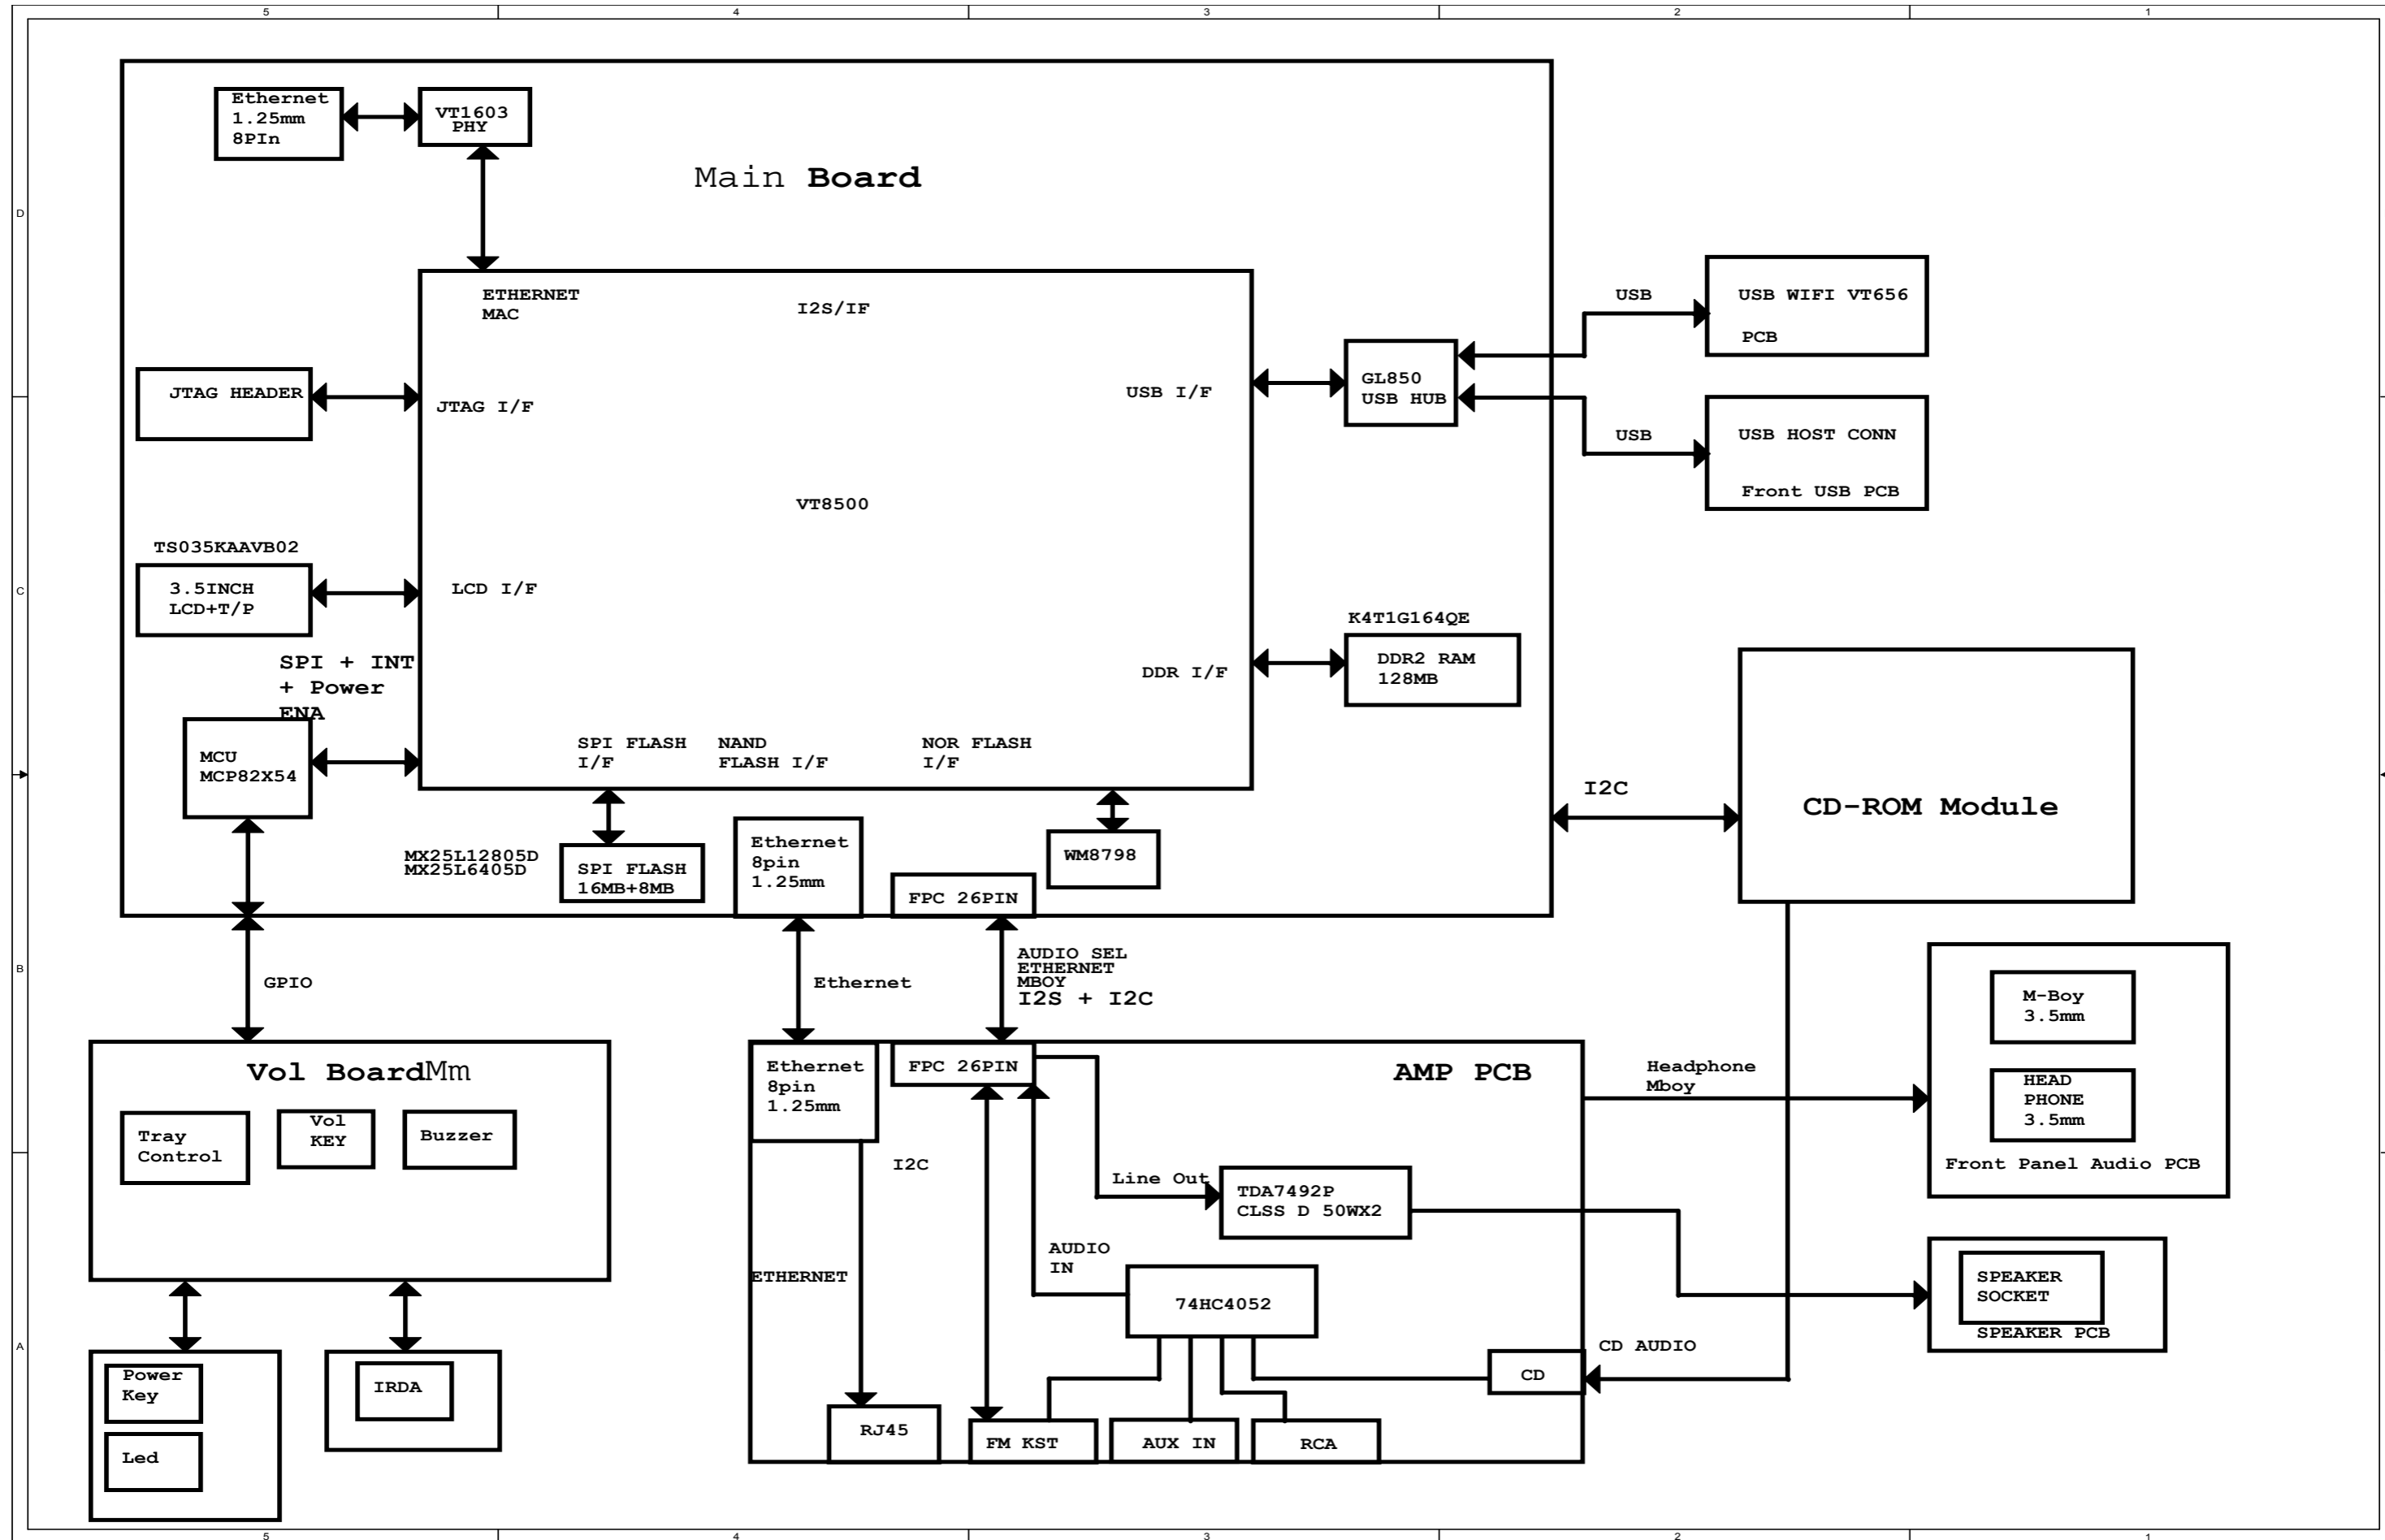 5 4 3 2 1
Ethernet
1.25mm
8PIn
VT1603
PHY
Main Board
D
ETHERNET
MAC
I2S/IF
JTAG HEADER
JTAG I/F
USB I/F
GL850
USB HUB
USB
USB WIFI VT656
PCB
USB
USB HOST CONN
Front USB PCB
VT8500
TS035KAAVB02
3.5INCH
LCD+T/P
LCD I/F
C
K4T1G164QE
DDR2 RAM
128MB
DDR I/F
SPI + INT
+ Power
ENA
MCU
MCP82X54
SPI FLASH
I/F
NAND
FLASH I/F
NOR FLASH
I/F
I2C
CD-ROM Module
MX25L12805D
MX25L6405D
SPI FLASH
16MB+8MB
Ethernet
8pin
1.25mm
FPC 26PIN
WM8798
B
GPIO
Ethernet
AUDIO SEL
ETHERNET
MBOY
I2S + I2C
M-Boy
3.5mm
HEAD
PHONE
3.5mm
Front Panel Audio PCB
Vol BoardMm
Tray
Control
Vol
KEY
Buzzer
Ethernet
8pin
1.25mm
FPC 26PIN
AMP PCB
Headphone
Mboy
I2C
Line Out
TDA7492P
CLSS D 50WX2
AUDIO
IN
ETHERNET
74HC4052
SPEAKER
SOCKET
SPEAKER PCB
A
Power
Key
Led
IRDA
CD AUDIO
CD
RJ45
FM KST
AUX IN
RCA
5 4 3 2 1